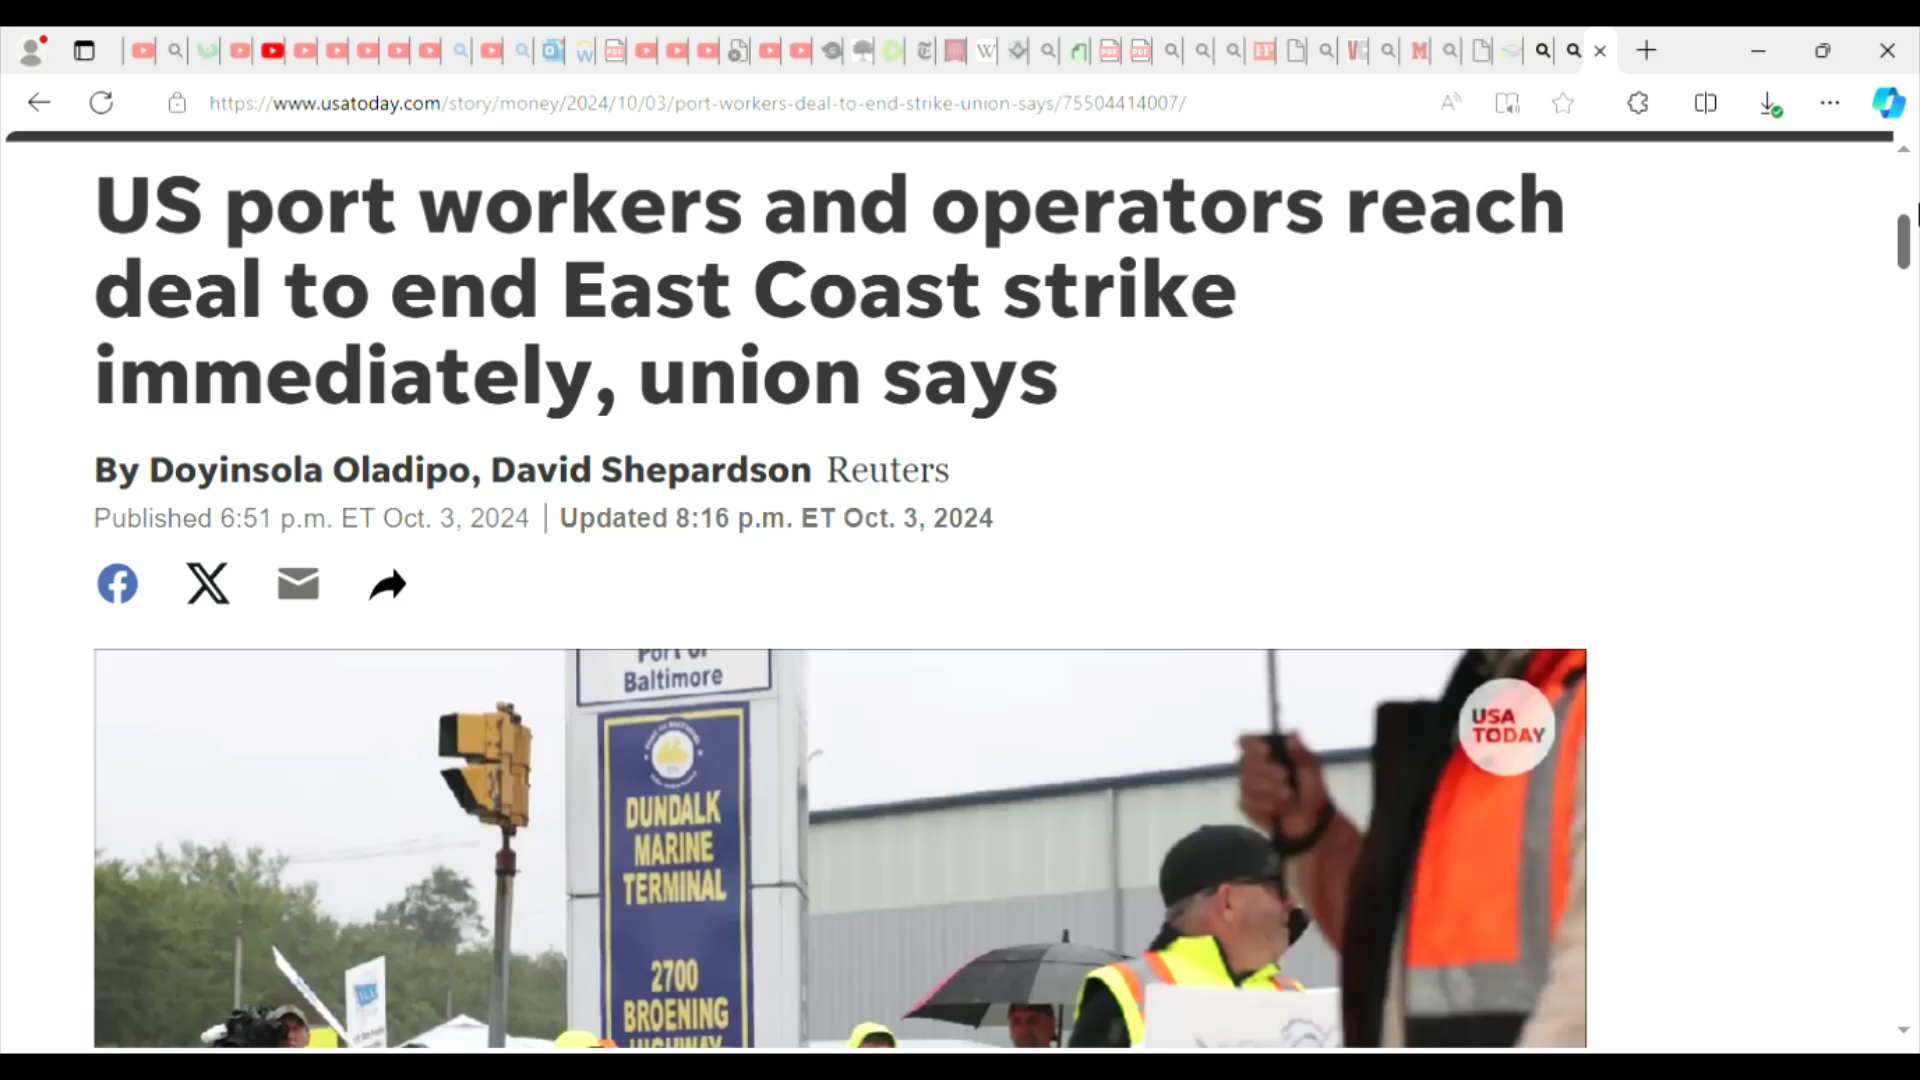 https://www.usatoday.com/story/money/2024/10/03/port-workers-deal-to-end-strike-union-says/75504414007/
US port workers and operators reach
deal to end East Coast strike
immediately, union says
By Doyinsola Oladipo, David Shepardson Reuters
Published 6:51 p.m. ET Oct. 3, 2024 | Updated 8:16 p.m. ET Oct. 3, 2024
Port of
Baltimore
USA
TODAY
DUNDALK
MARINE
TERMINAL
2700
BROENING
HIGHWAY